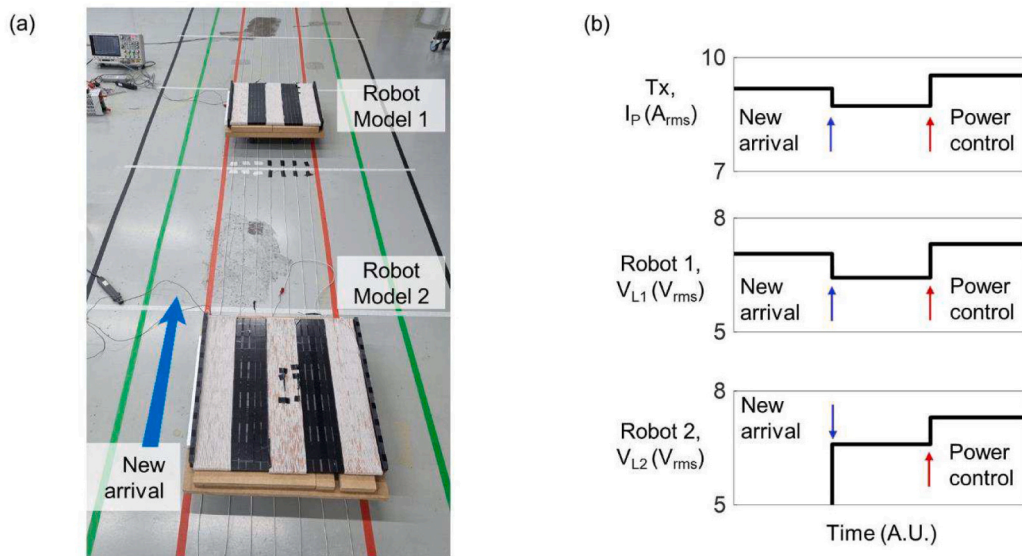 (a)
Robot
Model 1
Robot
Model 2
New
arrival
(b)
10
Tx,
I_P (A_rms)
7
New
arrival
Power
control
8
Robot 1,
V_L1 (V_rms)
5
New
arrival
Power
control
8
Robot 2,
V_L2 (V_rms)
5
New
arrival
Power
control
Time (A.U.)